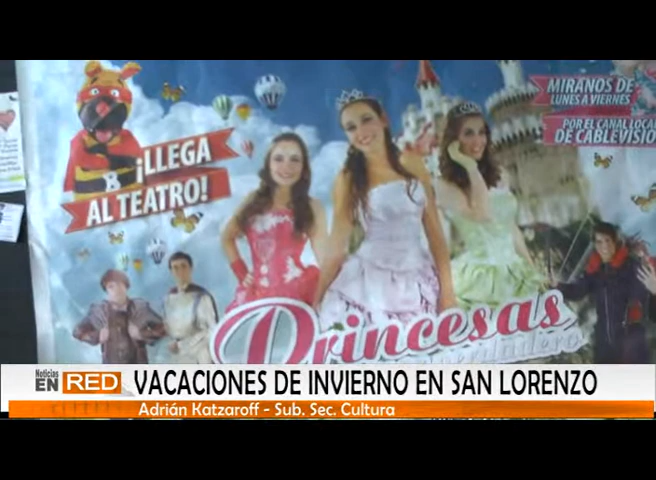 ¡LLEGA
AL TEATRO!
B
MIRANOS DE
LUNES A VIERNES
POR EL CANAL LOCAL
DE CABLEVISIO
Princesas
Noticias
EN RED
VACACIONES DE INVIERNO EN SAN LORENZO
Adrián Katzaroff - Sub. Sec. Cultura